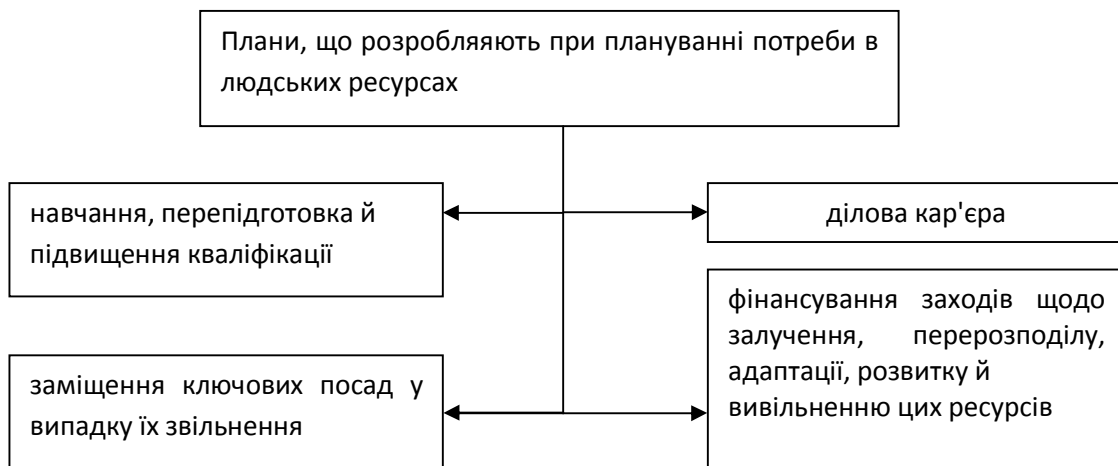 Плани, що розробляяють при плануванні потреби в
людських ресурсах
навчання, перепідготовка й
підвищення кваліфікації
ділова кар'єра
заміщення ключових посад у
випадку їх звільнення
фінансування заходів щодо
залучення, перерозподілу,
адаптації, розвитку й
вивільненню цих ресурсів